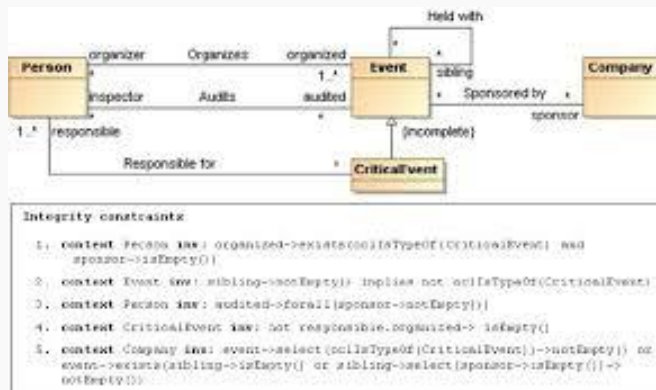 Held with
organizer Organizes organized
* *
Person Event Company
* 1..* sibling
inspector Audits audited * Sponsored by *
* * sponsor
1..* responsible {incomplete}
Responsible for *
CriticalEvent
Integrity constraints
1. context Person inv: organized->exists(oclIsTypeOf(CriticalEvent) and
sponsor->isEmpty())
2. context Event inv: sibling->notEmpty() implies not oclIsTypeOf(CriticalEvent)
3. context Person inv: audited->forall(sponsor->notEmpty())
4. context CriticalEvent inv: not responsible.organized-> isEmpty()
5. context Company inv: event->select(oclIsTypeOf(CriticalEvent)->notEmpty()) or
event->exists(sibling->isEmpty() or sibling->select(sponsor->isEmpty())->
notEmpty())